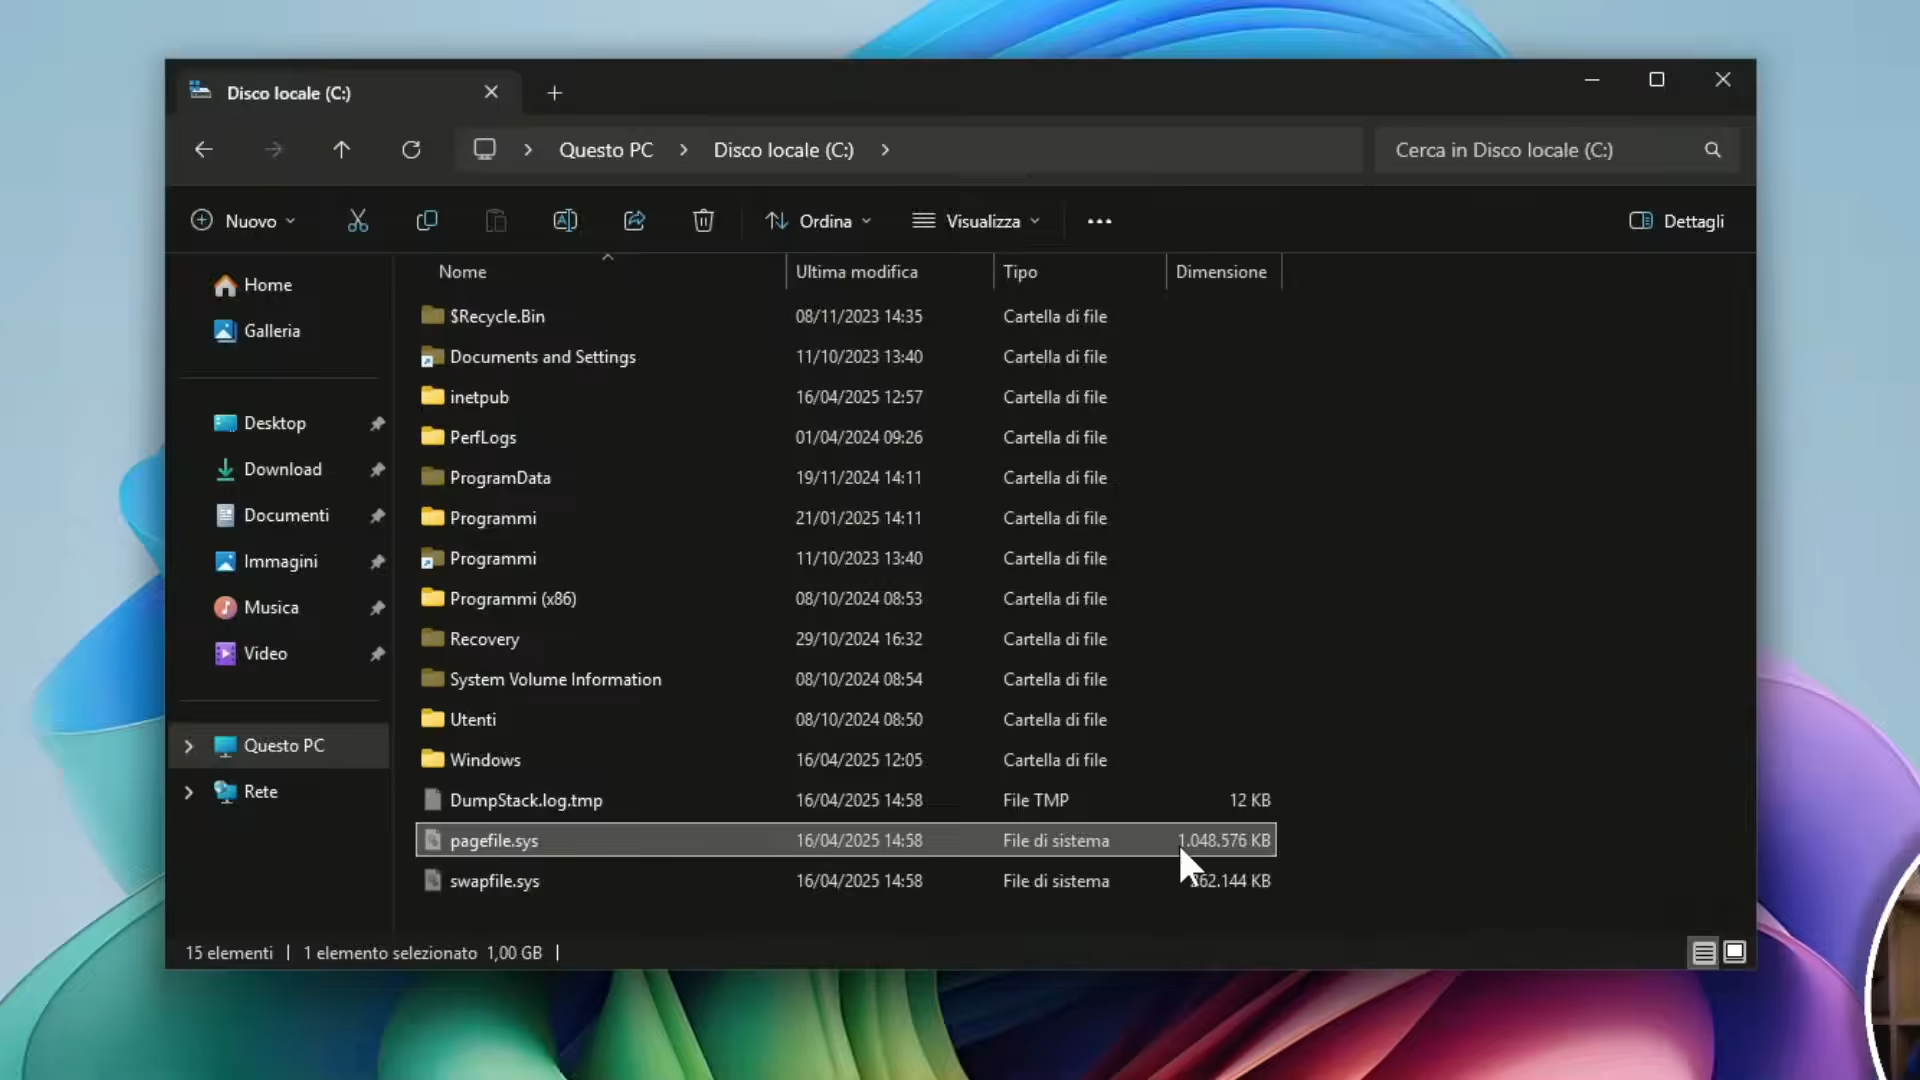 Disco locale (C:)
Questo PC
Disco locale (C:)
Cerca in Disco locale (C:)
Nuovo
Ordina
Visualizza
Dettagli
Nome Ultima modifica Tipo Dimensione
Home
Galleria
Desktop
Download
Documenti
Immagini
Musica
Video
Questo PC
Rete
$Recycle.Bin 08/11/2023 14:35 Cartella di file
Documents and Settings 11/10/2023 13:40 Cartella di file
inetpub 16/04/2025 12:57 Cartella di file
PerfLogs 01/04/2024 09:26 Cartella di file
ProgramData 19/11/2024 14:11 Cartella di file
Programmi 21/01/2025 14:11 Cartella di file
Programmi 11/10/2023 13:40 Cartella di file
Programmi (x86) 08/10/2024 08:53 Cartella di file
Recovery 29/10/2024 16:32 Cartella di file
System Volume Information 08/10/2024 08:54 Cartella di file
Utenti 08/10/2024 08:50 Cartella di file
Windows 16/04/2025 12:05 Cartella di file
DumpStack.log.tmp 16/04/2025 14:58 File TMP 12 KB
pagefile.sys 16/04/2025 14:58 File di sistema 1.048.576 KB
swapfile.sys 16/04/2025 14:58 File di sistema KB
15 elementi 1 elemento selezionato 1,00 GB